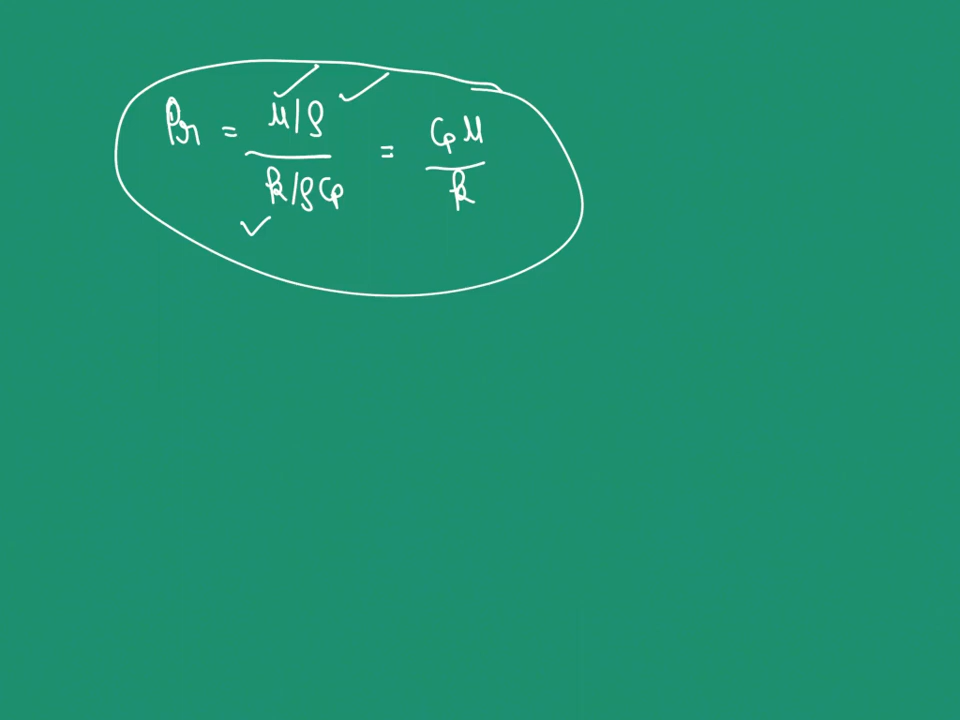 Pr = μ/ρ / k/ρCp = Cpμ / k